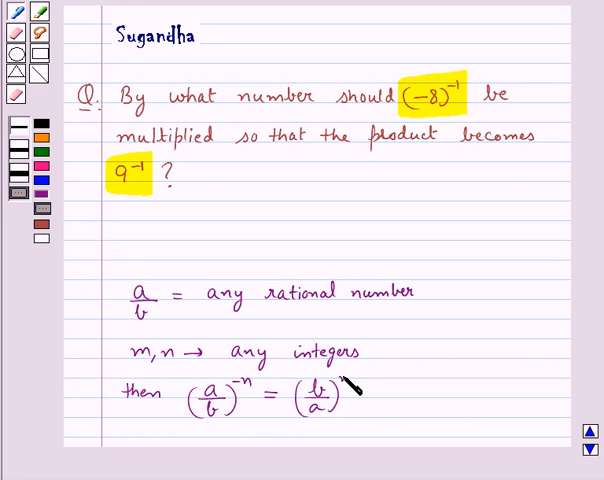 Sugandha
Q. By what number should (-8)⁻¹ be
multiplied so that the product becomes
9⁻¹ ?
a/b = any rational number
m, n → any integers
then (a/b)⁻ⁿ = (b/a)ⁿ